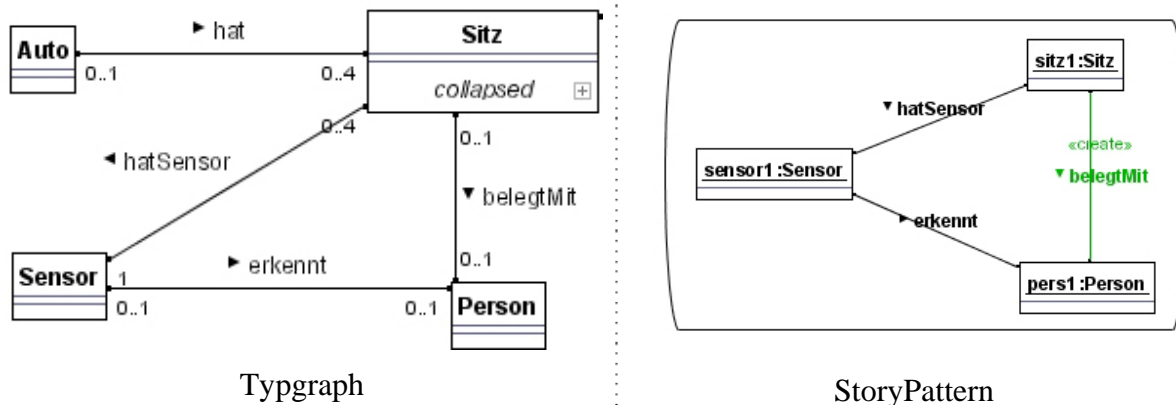 ► hat
Auto
0..1
0..4
Sitz
collapsed
0..4
0..1
◄ hatSensor
▼ belegtMit
0..1
Sensor
1
► erkennt
0..1
0..1
Person
Typgraph
sitz1:Sitz
▼ hatSensor
«create»
▼ belegtMit
sensor1:Sensor
► erkennt
pers1:Person
StoryPattern